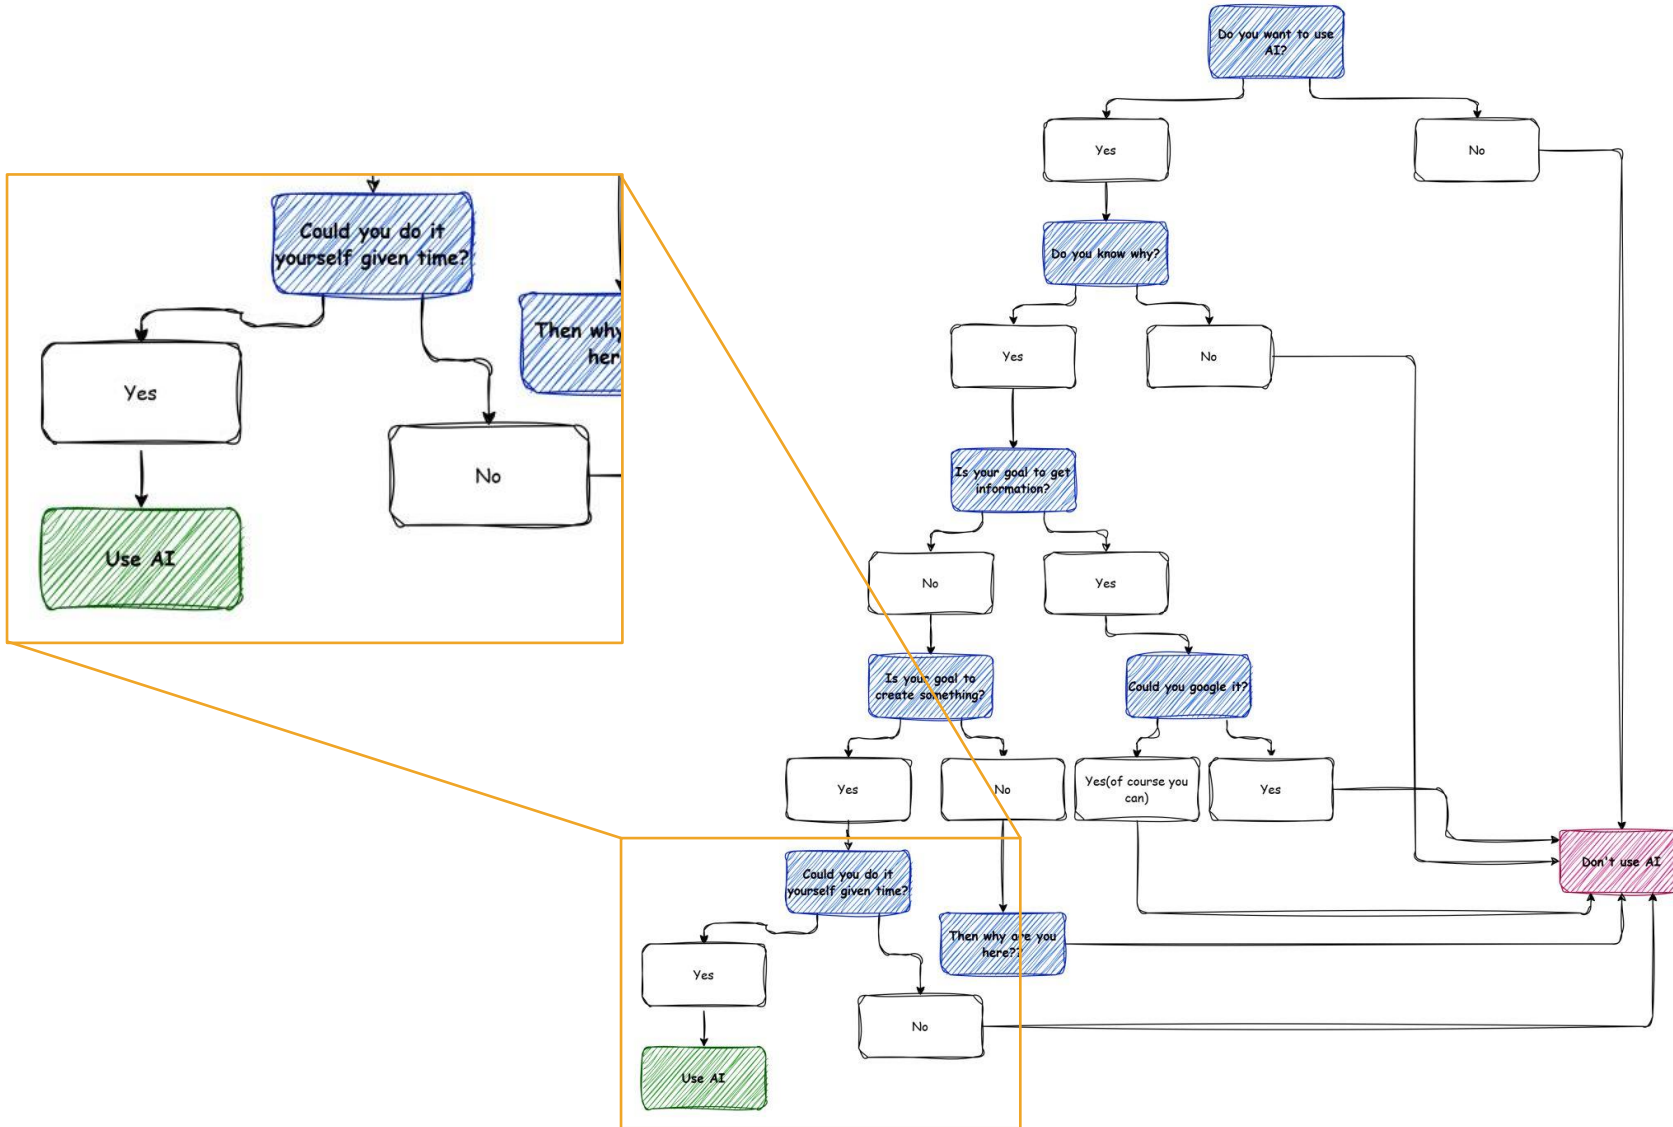 Do you want to use
AI?
Yes
No
Do you know why?
Yes
No
Is your goal to get
information?
No
Yes
Is your goal to
create something?
Could you google it?
Yes
No
Yes(of course you
can)
Yes
Don't use AI
Could you do it
yourself given time?
Then why are you
here??
Yes
No
Use AI
Could you do it
yourself given time?
Then why
her
Yes
No
Use AI